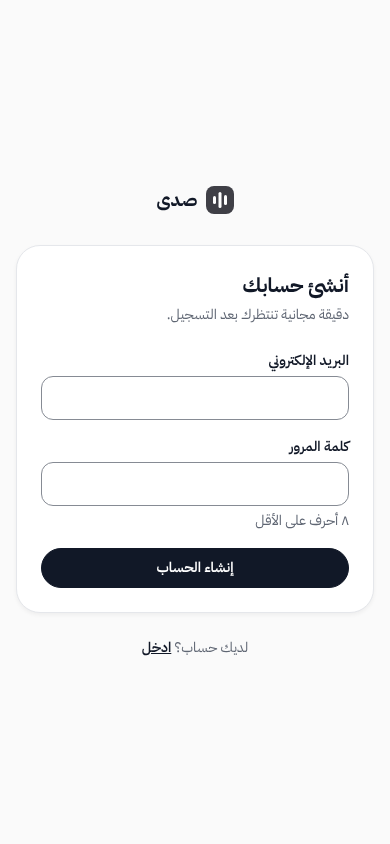 صدى
أنشئ حسابك
دقيقة مجانية تنتظرك بعد التسجيل.
البريد الإلكتروني
كلمة المرور
٨ أحرف على الأقل
إنشاء الحساب
لديك حساب؟ ادخل